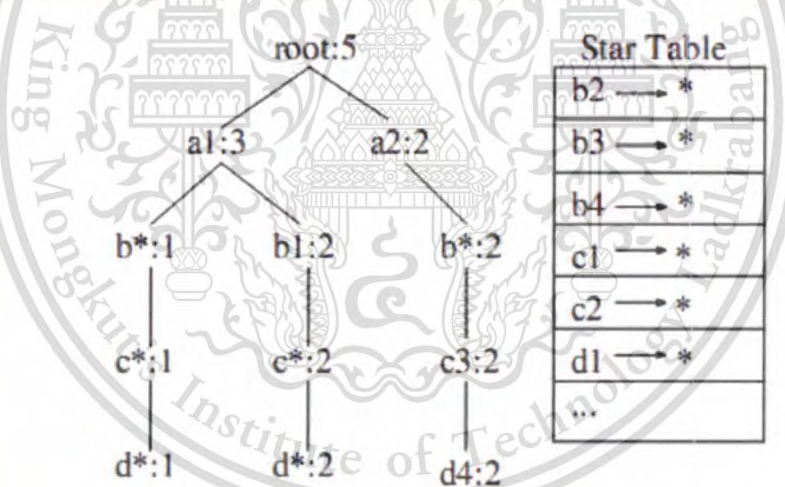 root:5
Star Table
a1:3 a2:2
b*:1 b1:2 b*:2
c*:1 c*:2 c3:2
d*:1 d*:2 d4:2
b2 → *
b3 → *
b4 → *
c1 → *
c2 → *
d1 → *
...
King Mongkut's Institute of Technology Ladkrabang